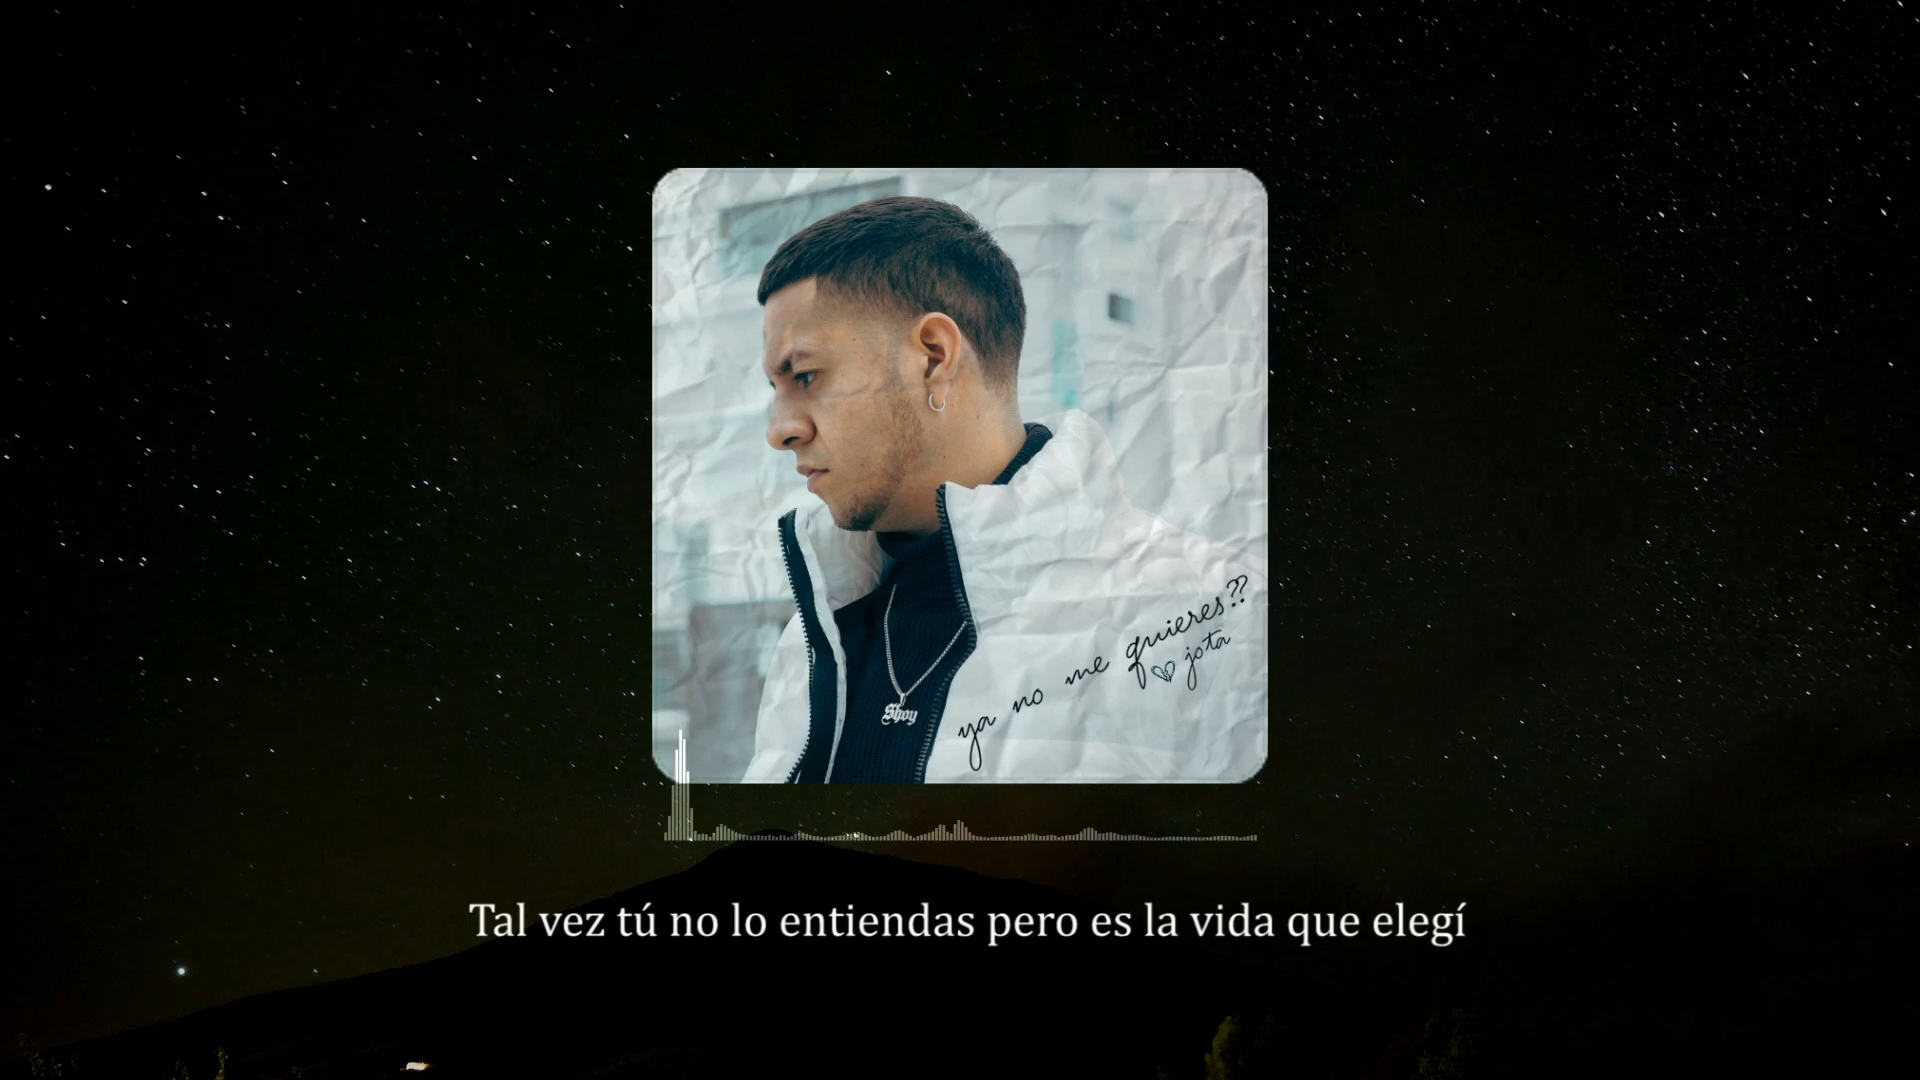 ya no me quieres??
jota
Shoy
Tal vez tú no lo entiendas pero es la vida que elegí